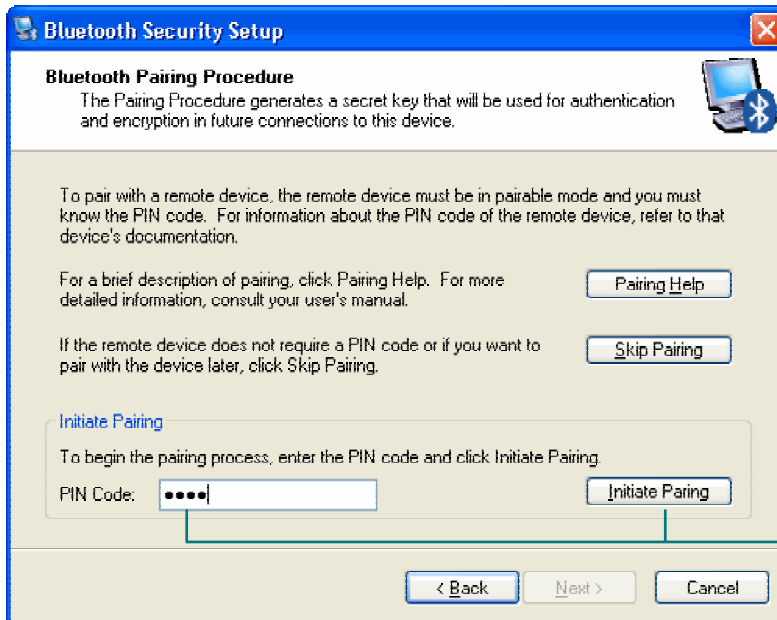 Bluetooth Security Setup
Bluetooth Pairing Procedure
The Pairing Procedure generates a secret key that will be used for authentication
and encryption in future connections to this device.
To pair with a remote device, the remote device must be in pairable mode and you must
know the PIN code. For information about the PIN code of the remote device, refer to that
device's documentation.
For a brief description of pairing, click Pairing Help. For more
detailed information, consult your user's manual.
Pairing Help
If the remote device does not require a PIN code or if you want to
pair with the device later, click Skip Pairing.
Skip Pairing
Initiate Pairing
To begin the pairing process, enter the PIN code and click Initiate Pairing.
PIN Code: ●●●● Initiate Paring
< Back Next > Cancel